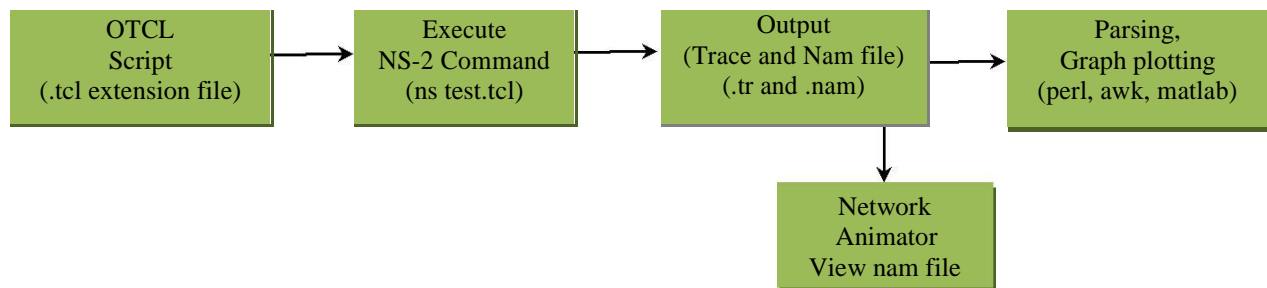 OTCL
Script
(.tcl extension file)
Execute
NS-2 Command
(ns test.tcl)
Output
(Trace and Nam file)
(.tr and .nam)
Parsing,
Graph plotting
(perl, awk, matlab)
Network
Animator
View nam file